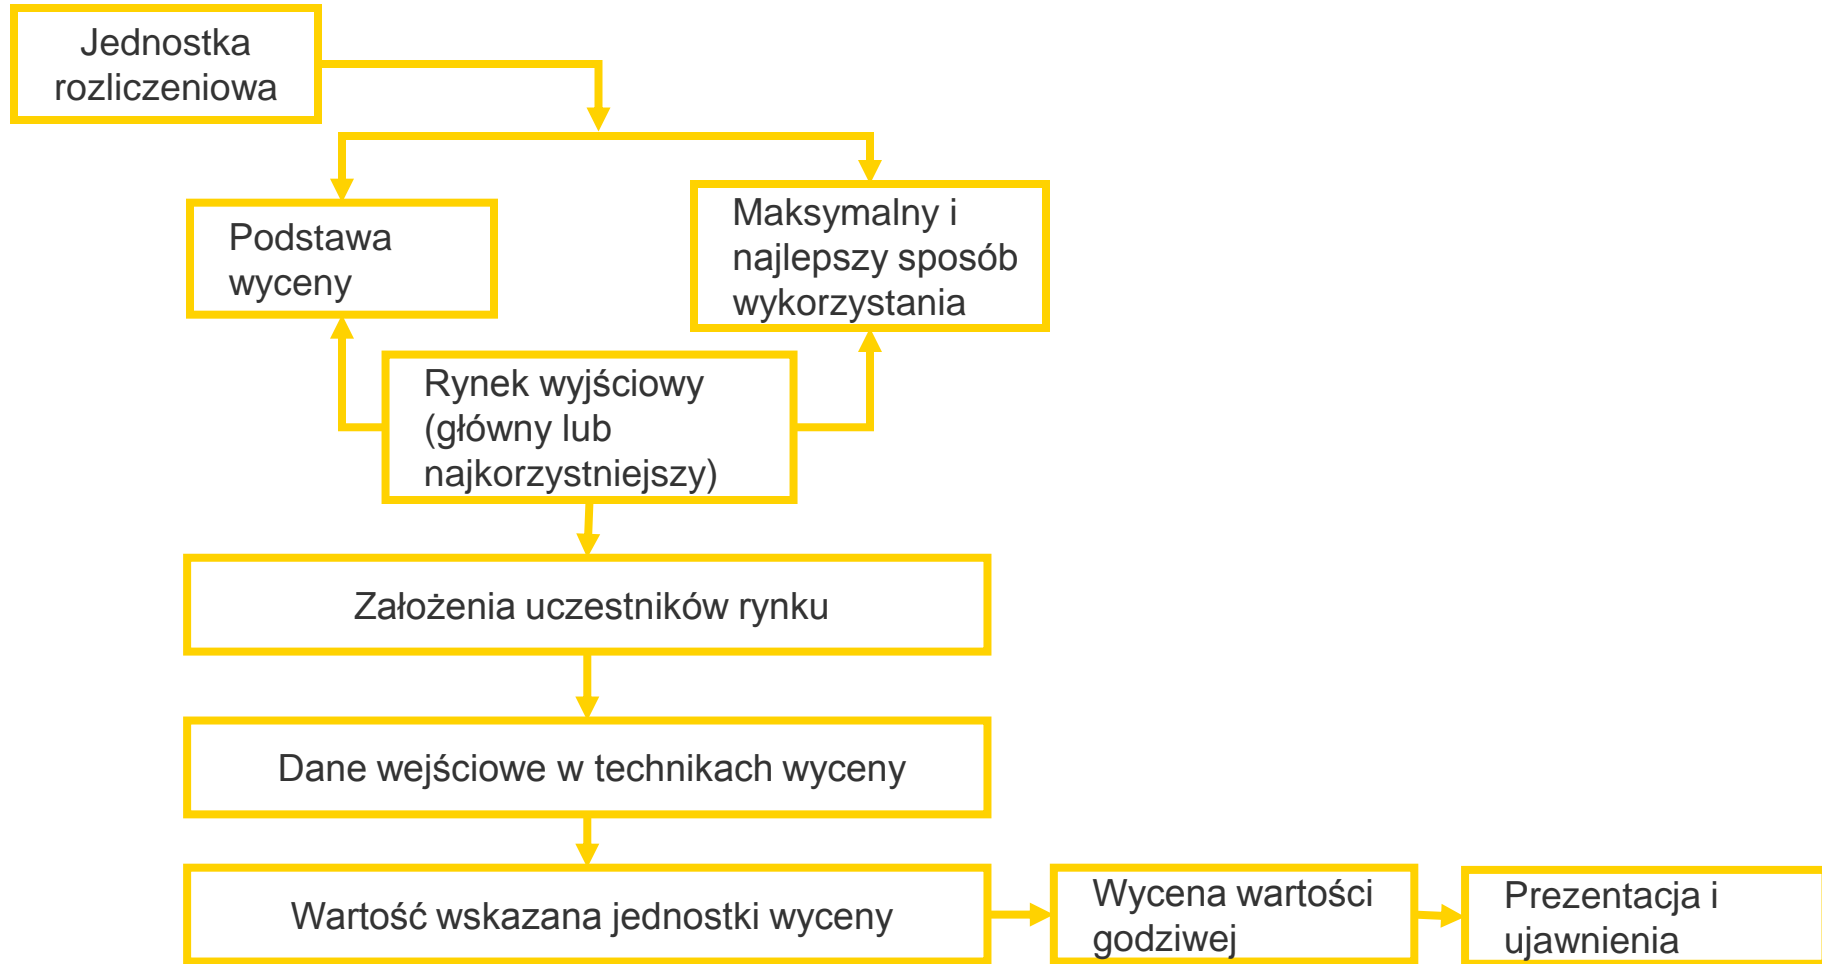 Jednostka
rozliczeniowa
Podstawa
wyceny
Maksymalny i
najlepszy sposób
wykorzystania
Rynek wyjściowy
(główny lub
najkorzystniejszy)
Założenia uczestników rynku
Dane wejściowe w technikach wyceny
Wartość wskazana jednostki wyceny
Wycena wartości
godziwej
Prezentacja i
ujawnienia